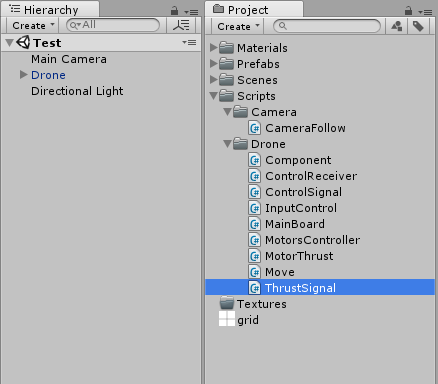 Hierarchy
Create All
Test
Main Camera
Drone
Directional Light
Project
Create
Materials
Prefabs
Scenes
Scripts
Camera
C# CameraFollow
Drone
C# Component
C# ControlReceiver
C# ControlSignal
C# InputControl
C# MainBoard
C# MotorsController
C# MotorThrust
C# Move
C# ThrustSignal
Textures
grid